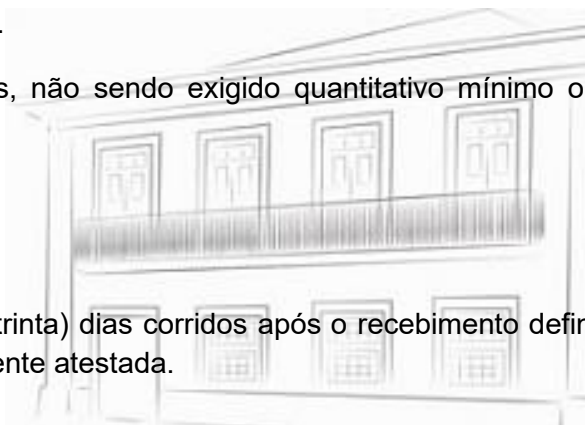 .
s, não sendo exigido quantitativo mínimo o
trinta) dias corridos após o recebimento defin
ente atestada.